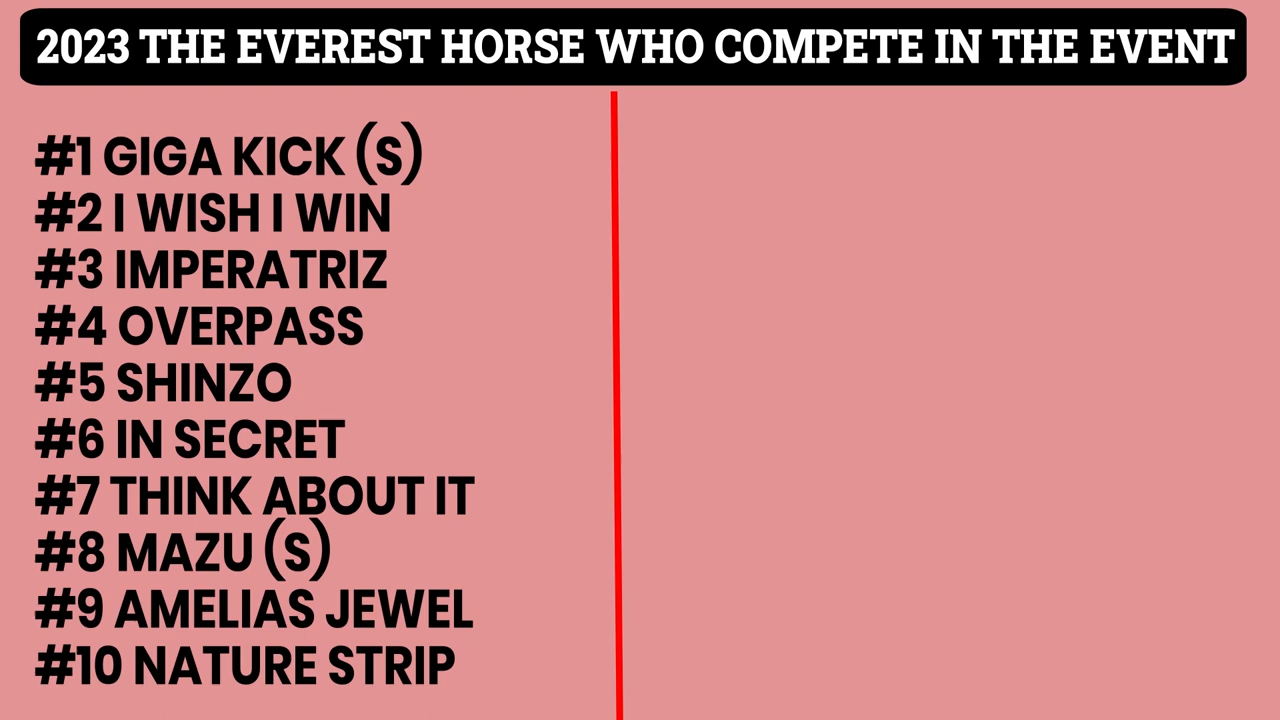 2023 THE EVEREST HORSE WHO COMPETE IN THE EVENT
#1 GIGA KICK (S)
#2 I WISH I WIN
#3 IMPERATRIZ
#4 OVERPASS
#5 SHINZO
#6 IN SECRET
#7 THINK ABOUT IT
#8 MAZU (S)
#9 AMELIAS JEWEL
#10 NATURE STRIP